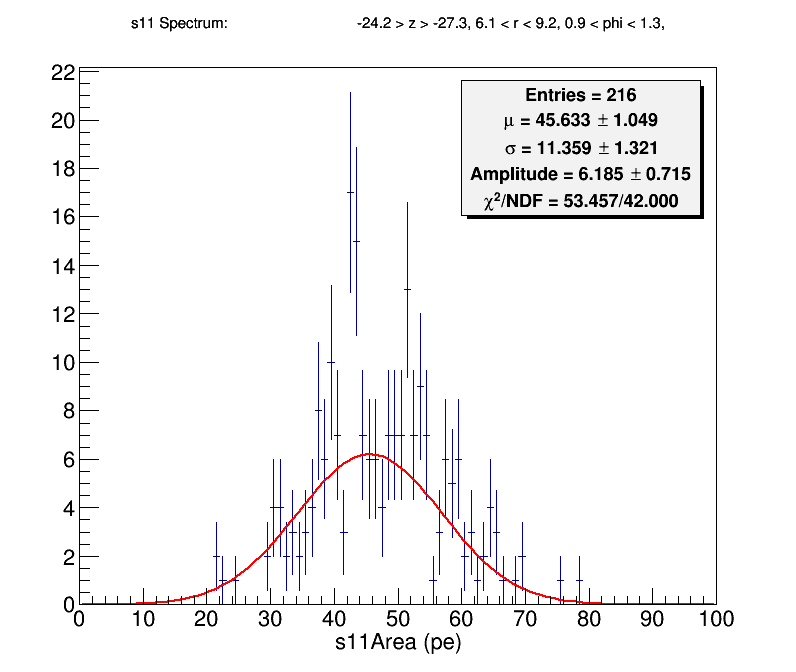 s11 Spectrum: -24.2 > z > -27.3, 6.1 < r < 9.2, 0.9 < phi < 1.3,
Entries = 216
μ = 45.633 ± 1.049
σ = 11.359 ± 1.321
Amplitude = 6.185 ± 0.715
χ²/NDF = 53.457/42.000
22
20
18
16
14
12
10
8
6
4
2
0
0 10 20 30 40 50 60 70 80 90 100
s11Area (pe)